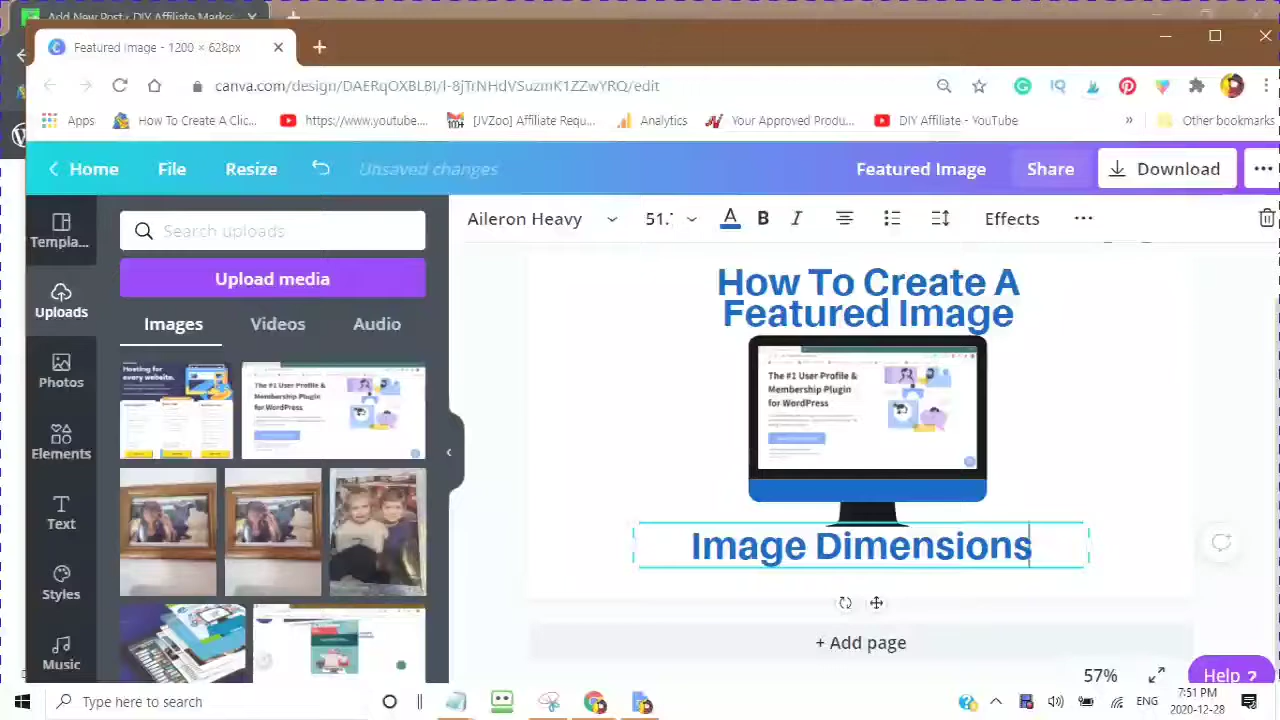 Add New Post ‹ DIY Affiliate Marke
Featured Image - 1200 × 628px
canva.com/design/DAERqOXBLBI/l-8jTrNHdVSuzmK1ZZwYRQ/edit
Apps
How To Create A Clic...
https://www.youtube....
[JVZoo] Affiliate Requ...
Analytics
Your Approved Produ...
DIY Affiliate - YouTube
»
Other bookmarks
Home
File
Resize
Unsaved changes
Featured Image
Share
Download
Templa...
Uploads
Photos
Elements
Text
Styles
Music
Search uploads
Upload media
Images
Videos
Audio
Hosting for
every website.
The #1 User Profile &
Membership Plugin
for WordPress
Aileron Heavy
51.
A
B
I
Effects
How To Create A
Featured Image
The #1 User Profile &
Membership Plugin
for WordPress
Image Dimensions
+ Add page
57%
Help ?
Type here to search
ENG
7:51 PM
2020-12-28